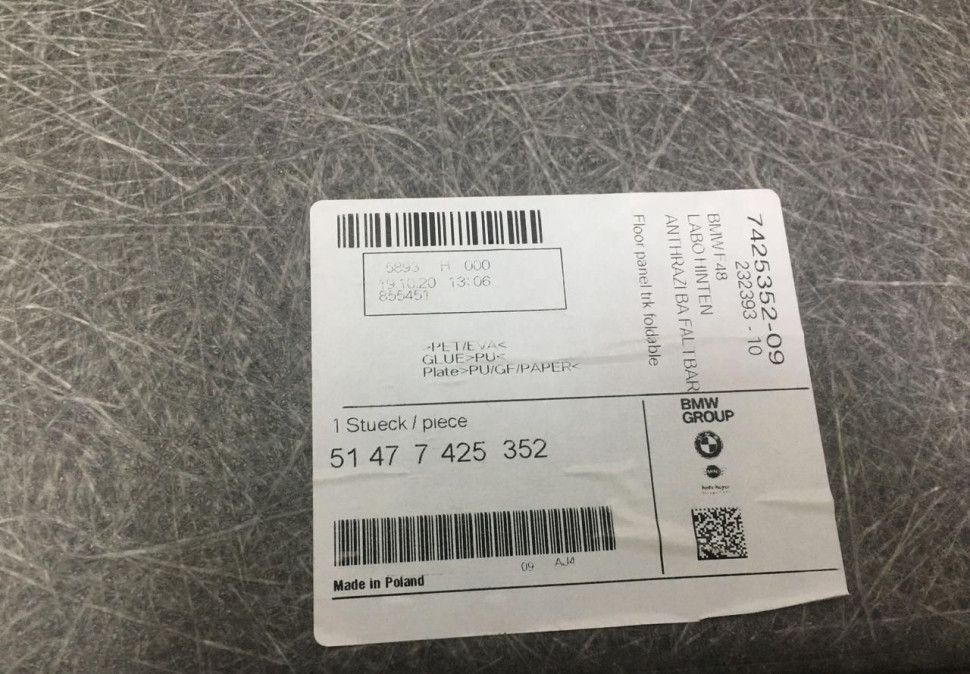 5893 H 000
19.10.20 13:06
855451
>PET/EVA<
GLUE>PU<
Plate>PU/GF/PAPER<
7425352-09
232393 - 10
BMW F48
LABO HINTEN
ANTHRAZI BA FALTBAR
Floor panel trk foldable
1 Stueck / piece
51 47 7 425 352
09 AJ4
Made in Poland
BMW
GROUP